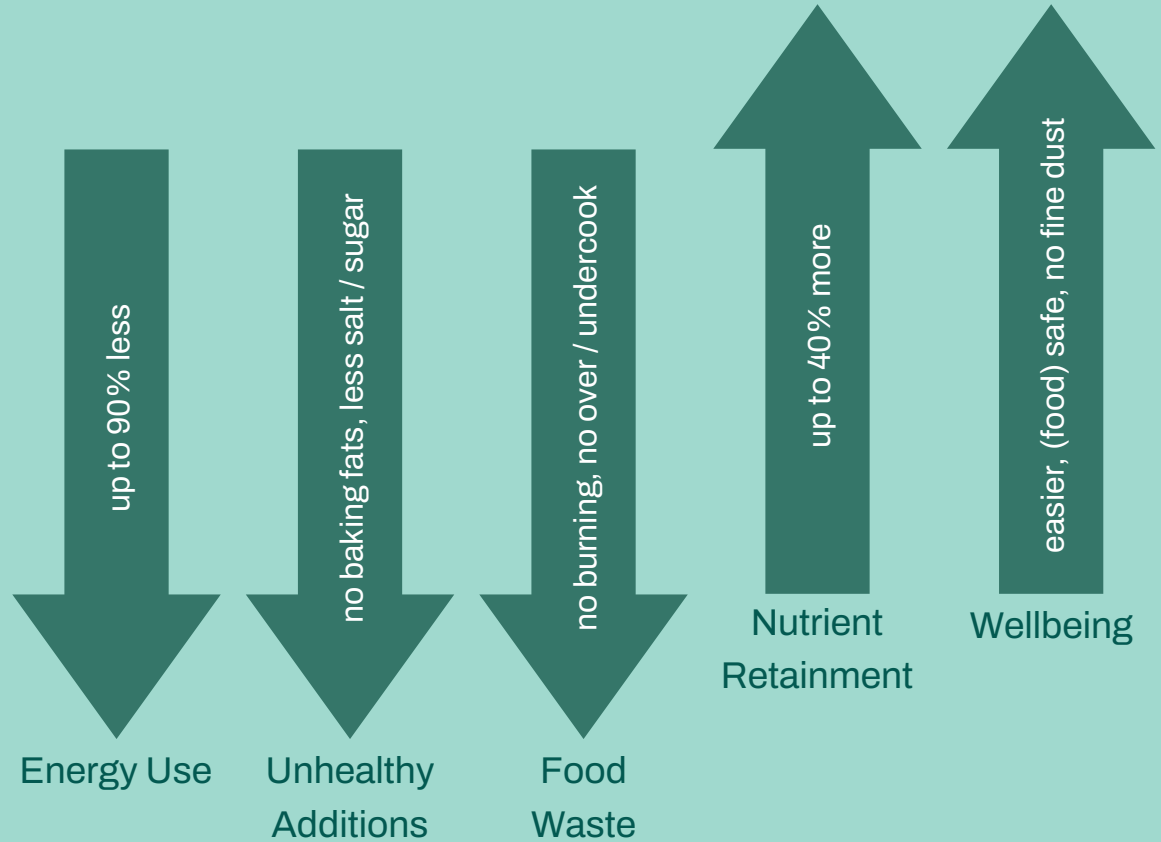 up to 90% less
Energy Use
no baking fats, less salt / sugar
Unhealthy
Additions
no burning, no over / undercook
Food
Waste
up to 40% more
Nutrient
Retainment
easier, (food) safe, no fine dust
Wellbeing